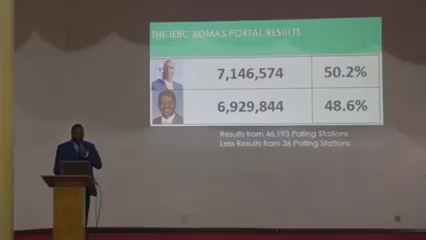 THE IEBC BOMAS PORTAL RESULTS
7,146,574 50.2%
6,929,844 48.6%
Results from 46,193 Polling Stations
Less Results from 36 Polling Stations